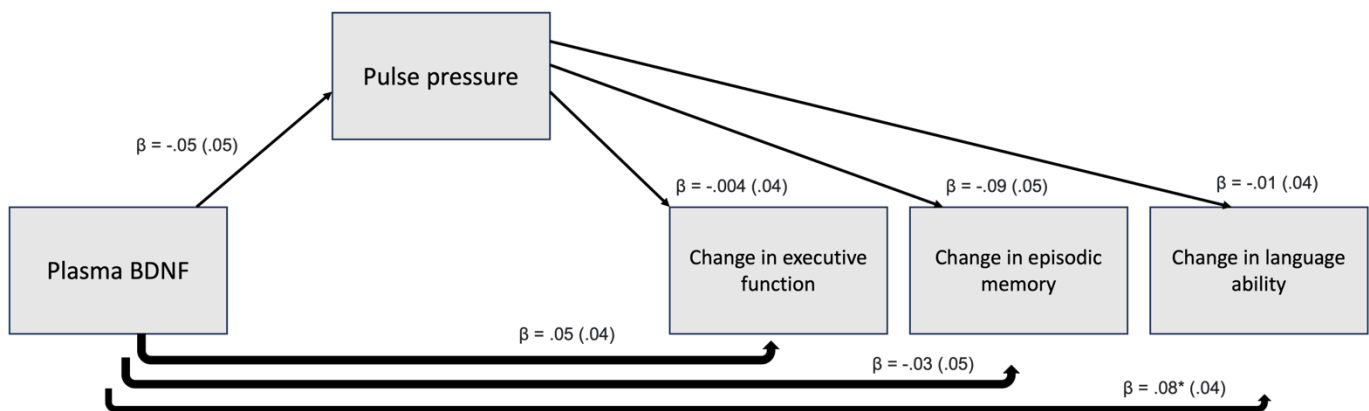 Pulse pressure
β = -.05 (.05)
β = -.004 (.04)
β = -.09 (.05)
β = -.01 (.04)
Plasma BDNF
Change in executive
function
Change in episodic
memory
Change in language
ability
β = .05 (.04)
β = -.03 (.05)
β = .08* (.04)